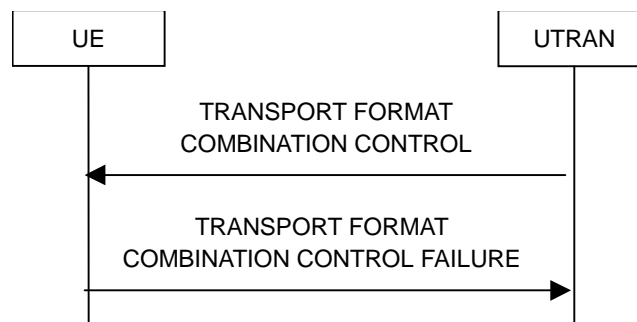 UE
UTRAN
TRANSPORT FORMAT
COMBINATION CONTROL
TRANSPORT FORMAT
COMBINATION CONTROL FAILURE